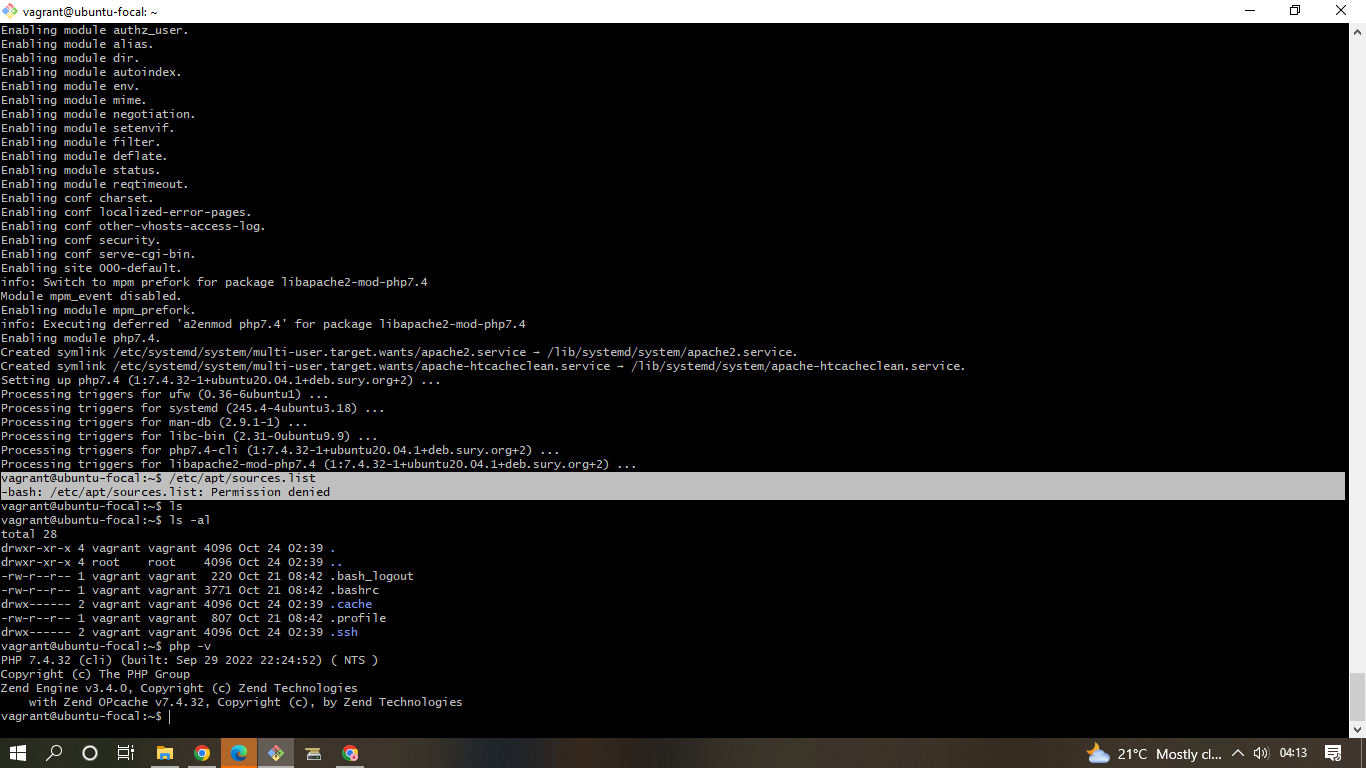 vagrant@ubuntu-focal: ~
Enabling module authz_user.
Enabling module alias.
Enabling module dir.
Enabling module autoindex.
Enabling module env.
Enabling module mime.
Enabling module negotiation.
Enabling module setenvif.
Enabling module filter.
Enabling module deflate.
Enabling module status.
Enabling module reqtimeout.
Enabling conf charset.
Enabling conf localized-error-pages.
Enabling conf other-vhosts-access-log.
Enabling conf security.
Enabling conf serve-cgi-bin.
Enabling site 000-default.
info: Switch to mpm prefork for package libapache2-mod-php7.4
Module mpm_event disabled.
Enabling module mpm_prefork.
info: Executing deferred 'a2enmod php7.4' for package libapache2-mod-php7.4
Enabling module php7.4.
Created symlink /etc/systemd/system/multi-user.target.wants/apache2.service → /lib/systemd/system/apache2.service.
Created symlink /etc/systemd/system/multi-user.target.wants/apache-htcacheclean.service → /lib/systemd/system/apache-htcacheclean.service.
Setting up php7.4 (1:7.4.32-1+ubuntu20.04.1+deb.sury.org+2) ...
Processing triggers for ufw (0.36-6ubuntu1) ...
Processing triggers for systemd (245.4-4ubuntu3.18) ...
Processing triggers for man-db (2.9.1-1) ...
Processing triggers for libc-bin (2.31-0ubuntu9.9) ...
Processing triggers for php7.4-cli (1:7.4.32-1+ubuntu20.04.1+deb.sury.org+2) ...
Processing triggers for libapache2-mod-php7.4 (1:7.4.32-1+ubuntu20.04.1+deb.sury.org+2) ...
vagrant@ubuntu-focal:~$ /etc/apt/sources.list
-bash: /etc/apt/sources.list: Permission denied
vagrant@ubuntu-focal:~$ ls
vagrant@ubuntu-focal:~$ ls -al
total 28
drwxr-xr-x 4 vagrant vagrant 4096 Oct 24 02:39 .
drwxr-xr-x 4 root    root    4096 Oct 24 02:39 ..
-rw-r--r-- 1 vagrant vagrant  220 Oct 21 08:42 .bash_logout
-rw-r--r-- 1 vagrant vagrant 3771 Oct 21 08:42 .bashrc
drwx------ 2 vagrant vagrant 4096 Oct 24 02:39 .cache
-rw-r--r-- 1 vagrant vagrant  807 Oct 21 08:42 .profile
drwx------ 2 vagrant vagrant 4096 Oct 24 02:39 .ssh
vagrant@ubuntu-focal:~$ php -v
PHP 7.4.32 (cli) (built: Sep 29 2022 22:24:52) ( NTS )
Copyright (c) The PHP Group
Zend Engine v3.4.0, Copyright (c) Zend Technologies
    with Zend OPcache v7.4.32, Copyright (c), by Zend Technologies
vagrant@ubuntu-focal:~$
21°C Mostly cl... 04:13